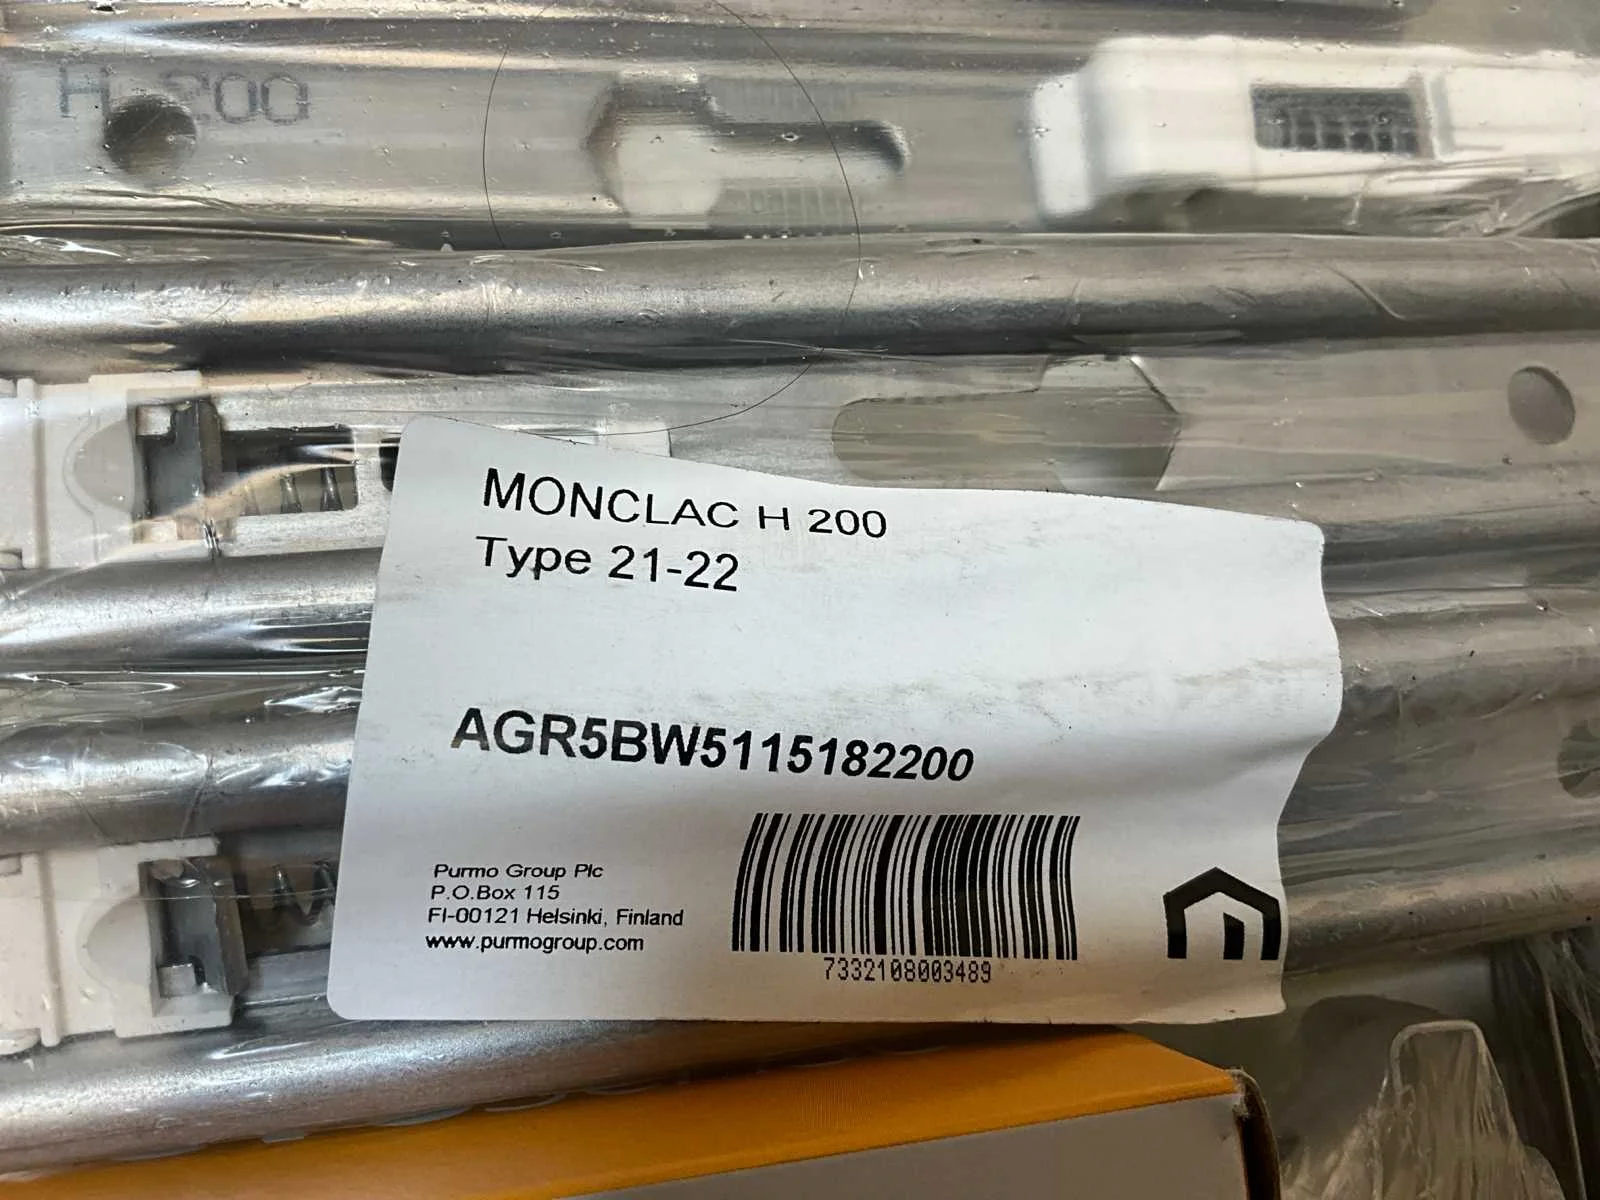 H 200
MONCLAC H 200
Type 21-22
AGR5BW5115182200
Purmo Group Plc
P.O.Box 115
FI-00121 Helsinki, Finland
www.purmogroup.com
7332108003489